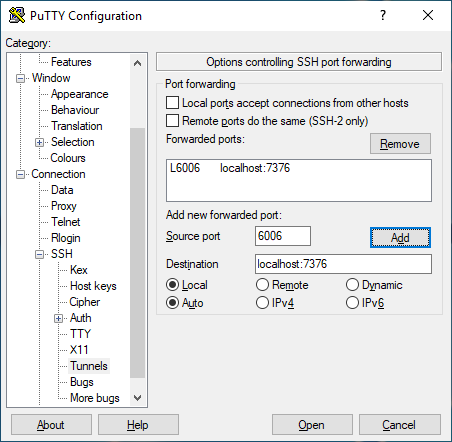 PuTTY Configuration
?
Category:
Features
Window
Appearance
Behaviour
Translation
Selection
Colours
Connection
Data
Proxy
Telnet
Rlogin
SSH
Kex
Host keys
Cipher
Auth
TTY
X11
Tunnels
Bugs
More bugs
Options controlling SSH port forwarding
Port forwarding
Local ports accept connections from other hosts
Remote ports do the same (SSH-2 only)
Forwarded ports:
Remove
L6006 localhost:7376
Add new forwarded port:
Source port 6006 Add
Destination localhost:7376
Local Remote Dynamic
Auto IPv4 IPv6
About Help Open Cancel